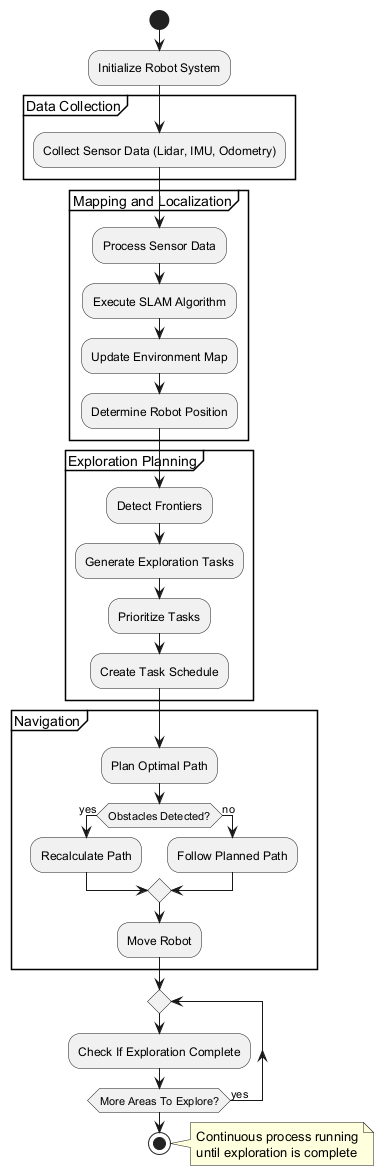 Initialize Robot System
Data Collection
Collect Sensor Data (Lidar, IMU, Odometry)
Mapping and Localization
Process Sensor Data
Execute SLAM Algorithm
Update Environment Map
Determine Robot Position
Exploration Planning
Detect Frontiers
Generate Exploration Tasks
Prioritize Tasks
Create Task Schedule
Navigation
Plan Optimal Path
yes
Obstacles Detected?
no
Recalculate Path
Follow Planned Path
Move Robot
Check If Exploration Complete
More Areas To Explore?
yes
Continuous process running
until exploration is complete